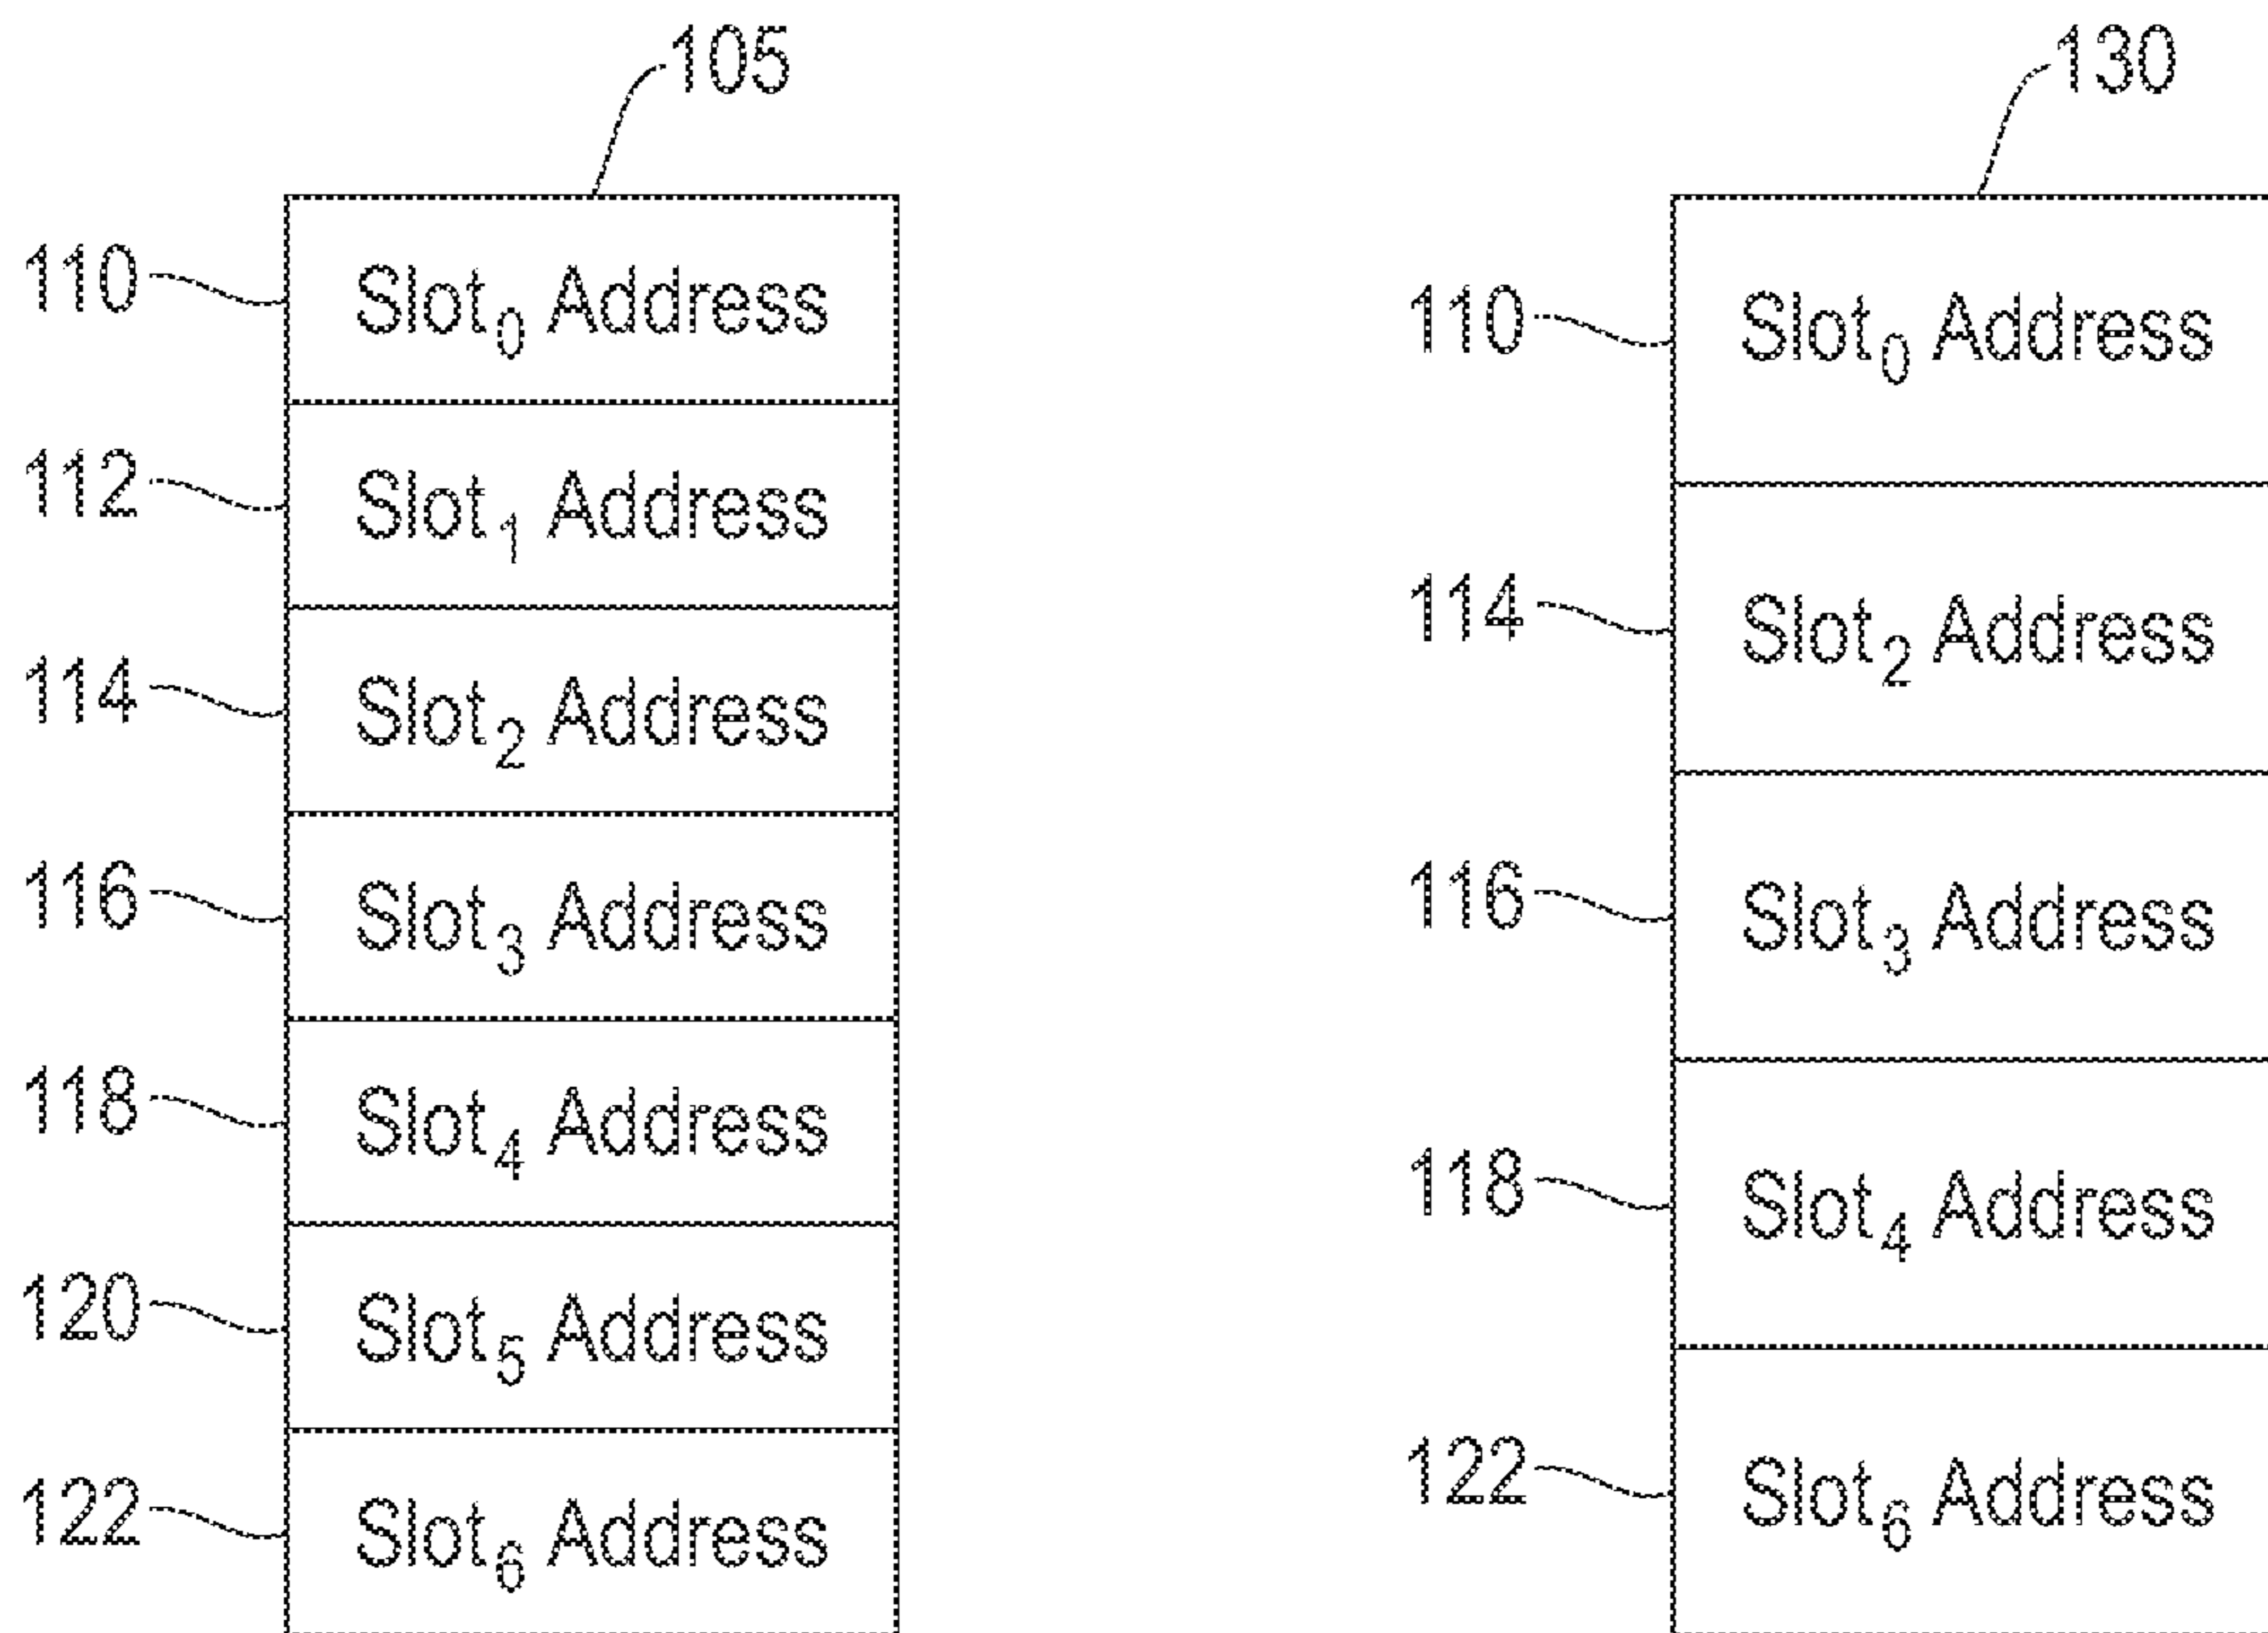 105
110 Slot₀ Address
112 Slot₁ Address
114 Slot₂ Address
116 Slot₃ Address
118 Slot₄ Address
120 Slot₅ Address
122 Slot₆ Address
130
110 Slot₀ Address
114 Slot₂ Address
116 Slot₃ Address
118 Slot₄ Address
122 Slot₆ Address